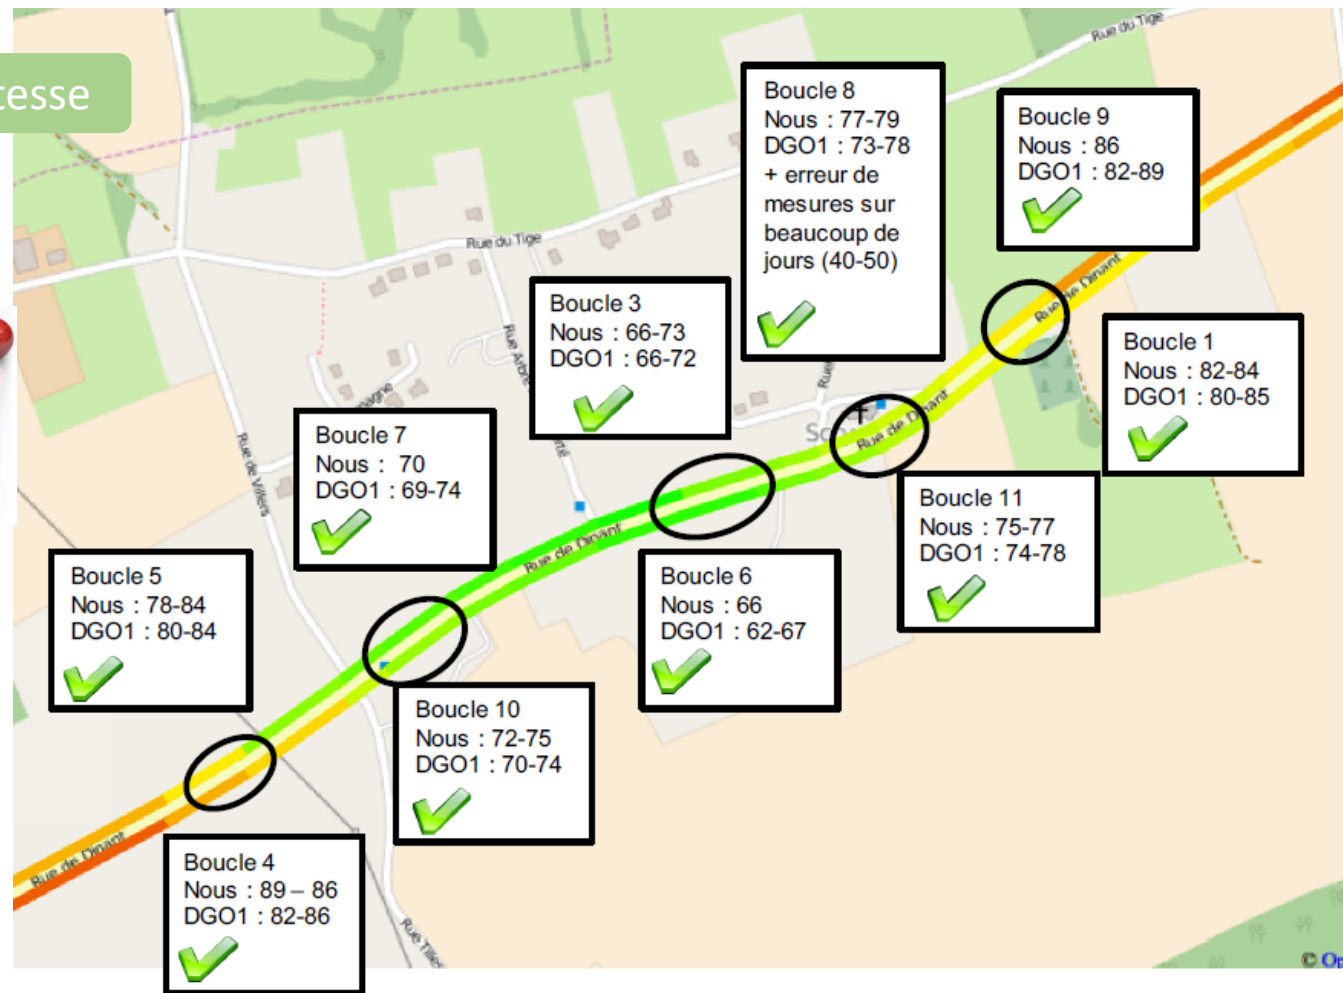 tesse
Rue du Tige
Boucle 8
Nous : 77-79
DGO1 : 73-78
+ erreur de
mesures sur
beaucoup de
jours (40-50)
Boucle 9
Nous : 86
DGO1 : 82-89
Rue du Tige
Rue de Dinant
Boucle 3
Nous : 66-73
DGO1 : 66-72
Boucle 1
Nous : 82-84
DGO1 : 80-85
Rue
Rue
Rue de Dinant
Boucle 7
Nous : 70
DGO1 : 69-74
Rue de Villers
Boucle 11
Nous : 75-77
DGO1 : 74-78
Rue de Dinant
Boucle 5
Nous : 78-84
DGO1 : 80-84
Boucle 6
Nous : 66
DGO1 : 62-67
Boucle 10
Nous : 72-75
DGO1 : 70-74
Rue de Dinant
Boucle 4
Nous : 89 – 86
DGO1 : 82-86
Rue
© Op